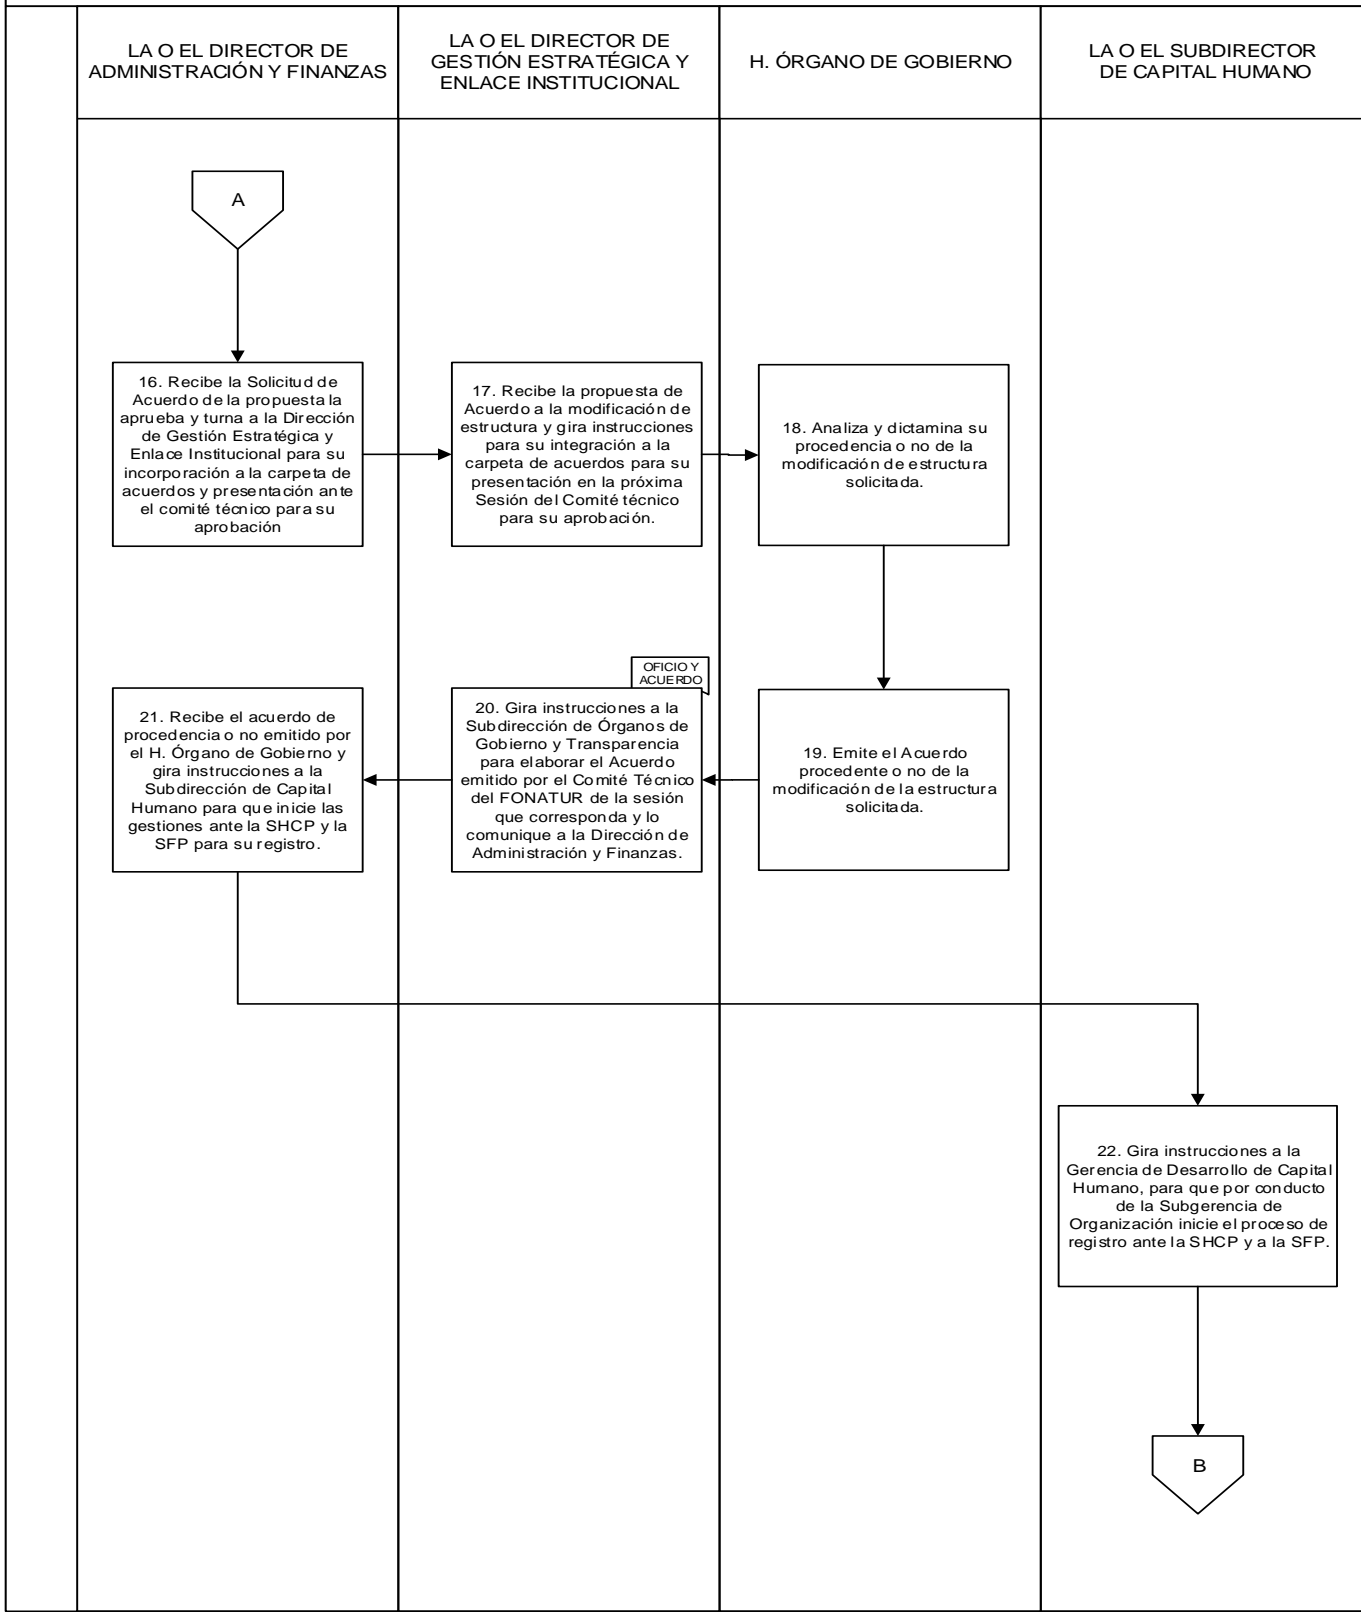 LA O EL DIRECTOR DE
ADMINISTRACIÓN Y FINANZAS
LA O EL DIRECTOR DE
GESTIÓN ESTRATÉGICA Y
ENLACE INSTITUCIONAL
H. ÓRGANO DE GOBIERNO
LA O EL SUBDIRECTOR
DE CAPITAL HUMANO
A
16. Recibe la Solicitud de
Acuerdo de la propuesta la
aprueba y turna a la Dirección
de Gestión Estratégica y
Enlace Institucional para su
incorporación a la carpeta de
acuerdos y presentación ante
el comité técnico para su
aprobación
17. Recibe la propuesta de
Acuerdo a la modificación de
estructura y gira instrucciones
para su integración a la
carpeta de acuerdos para su
presentación en la próxima
Sesión del Comité técnico
para su aprobación.
18. Analiza y dictamina su
procedencia o no de la
modificación de estructura
solicitada.
21. Recibe el acuerdo de
procedencia o no emitido por
el H. Órgano de Gobierno y
gira instrucciones a la
Subdirección de Capital
Humano para que inicie las
gestiones ante la SHCP y la
SFP para su registro.
OFICIO Y
ACUERDO
20. Gira instrucciones a la
Subdirección de Órganos de
Gobierno y Transparencia
para elaborar el Acuerdo
emitido por el Comité Técnico
del FONATUR de la sesión
que corresponda y lo
comunique a la Dirección de
Administración y Finanzas.
19. Emite el Acuerdo
procedente o no de la
modificación de la estructura
solicitada.
22. Gira instrucciones a la
Gerencia de Desarrollo de Capital
Humano, para que por conducto
de la Subgerencia de
Organización inicie el proceso de
registro ante la SHCP y a la SFP.
B